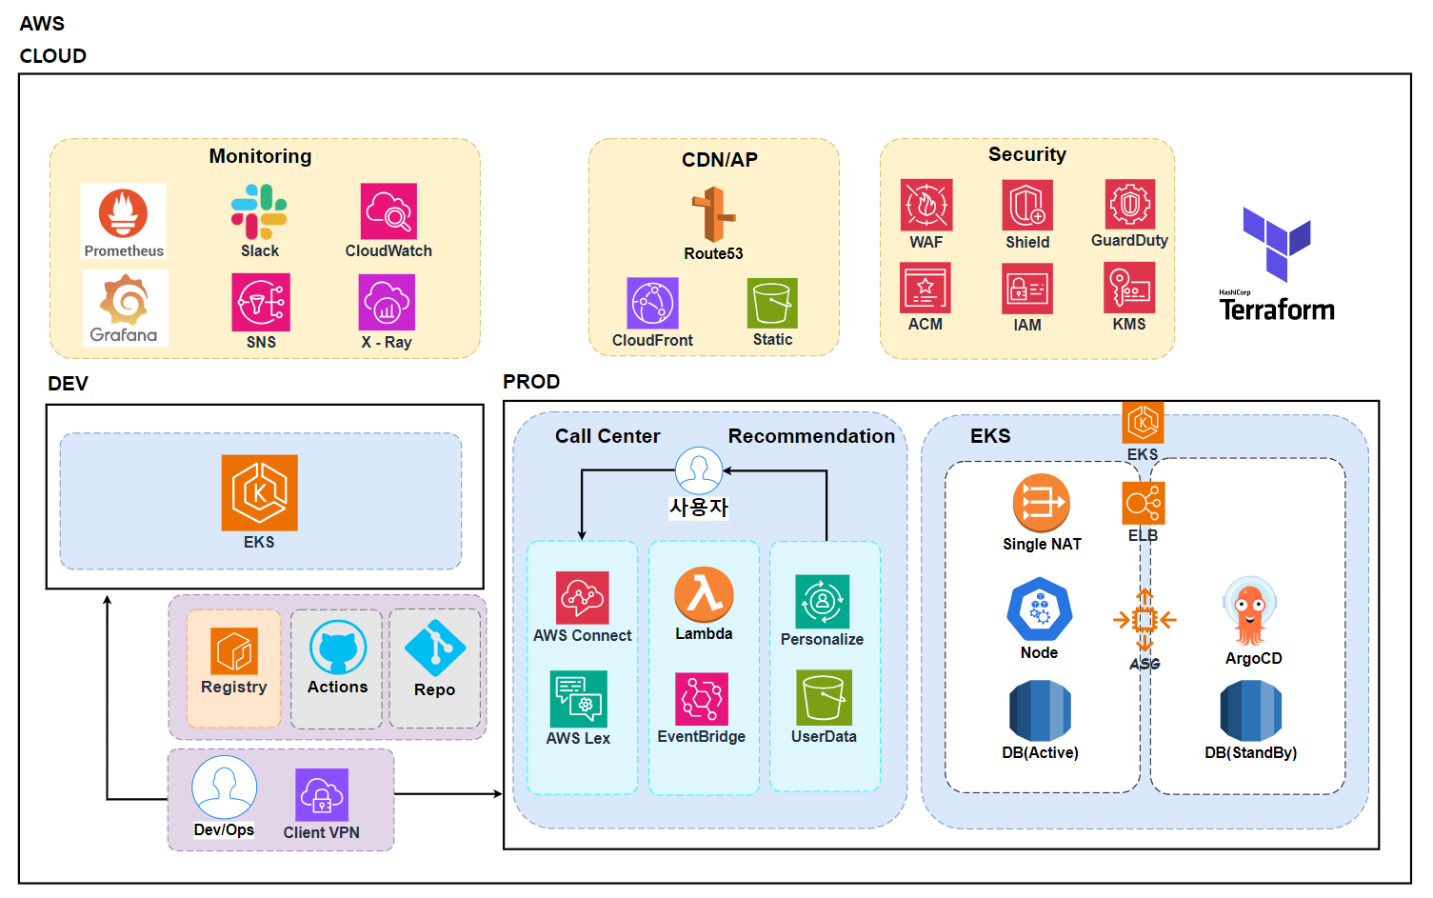 AWS
CLOUD
Monitoring
Prometheus
Slack
CloudWatch
Grafana
SNS
X - Ray
CDN/AP
Route53
CloudFront
Static
Security
WAF
Shield
GuardDuty
ACM
IAM
KMS
HashiCorp
Terraform
DEV
EKS
Registry
Actions
Repo
Dev/Ops
Client VPN
PROD
Call Center
Recommendation
사용자
AWS Connect
Lambda
Personalize
AWS Lex
EventBridge
UserData
EKS
EKS
Single NAT
ELB
Node
ASG
ArgoCD
DB(Active)
DB(StandBy)